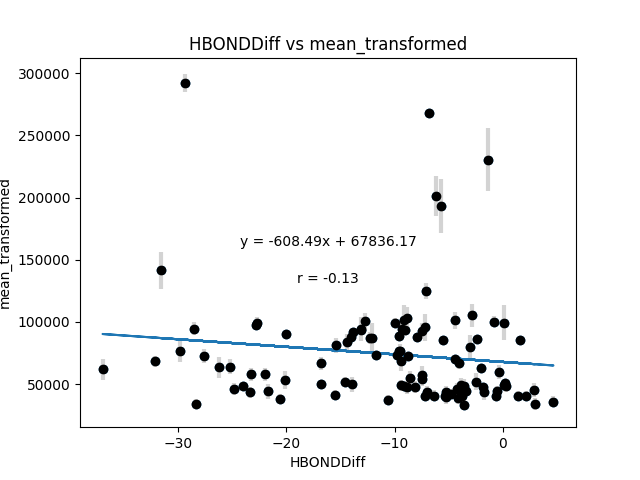 HBONDDiff vs mean_transformed
300000
250000
200000
150000
100000
50000
mean_transformed
y = -608.49x + 67836.17
r = -0.13
−30
−20
−10
0
HBONDDiff